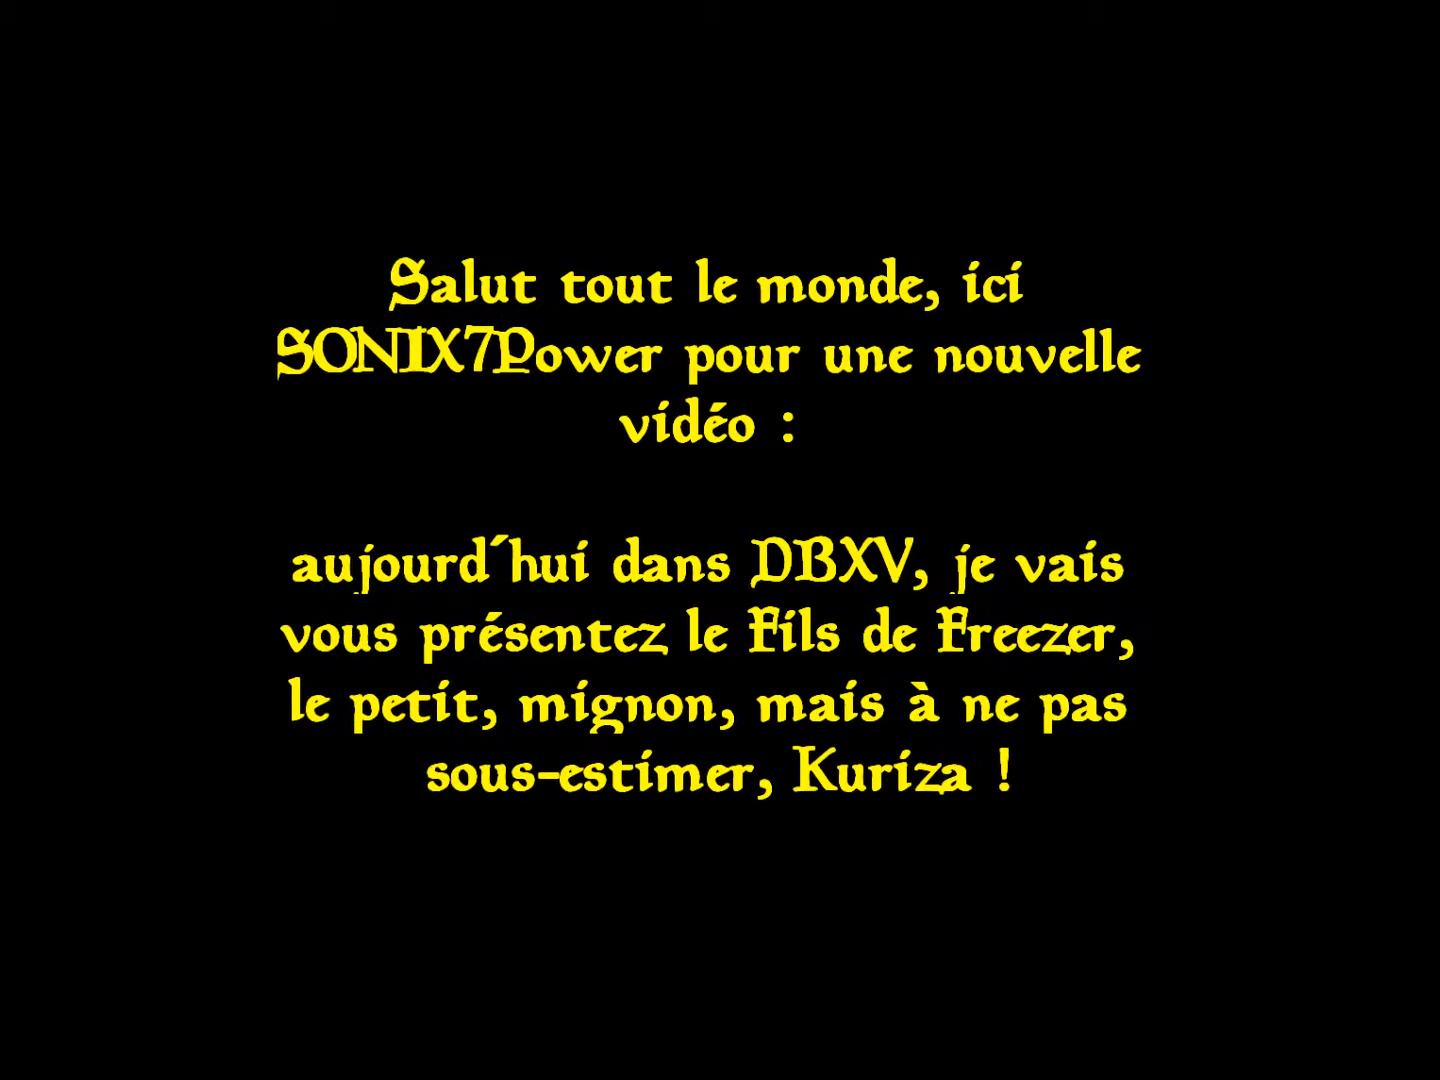 Salut tout le monde, ici
SONIX7Power pour une nouvelle
vidéo :
aujourd´hui dans DBXV, je vais
vous présentez le Fils de Freezer,
le petit, mignon, mais à ne pas
sous-estimer, Kuriza !